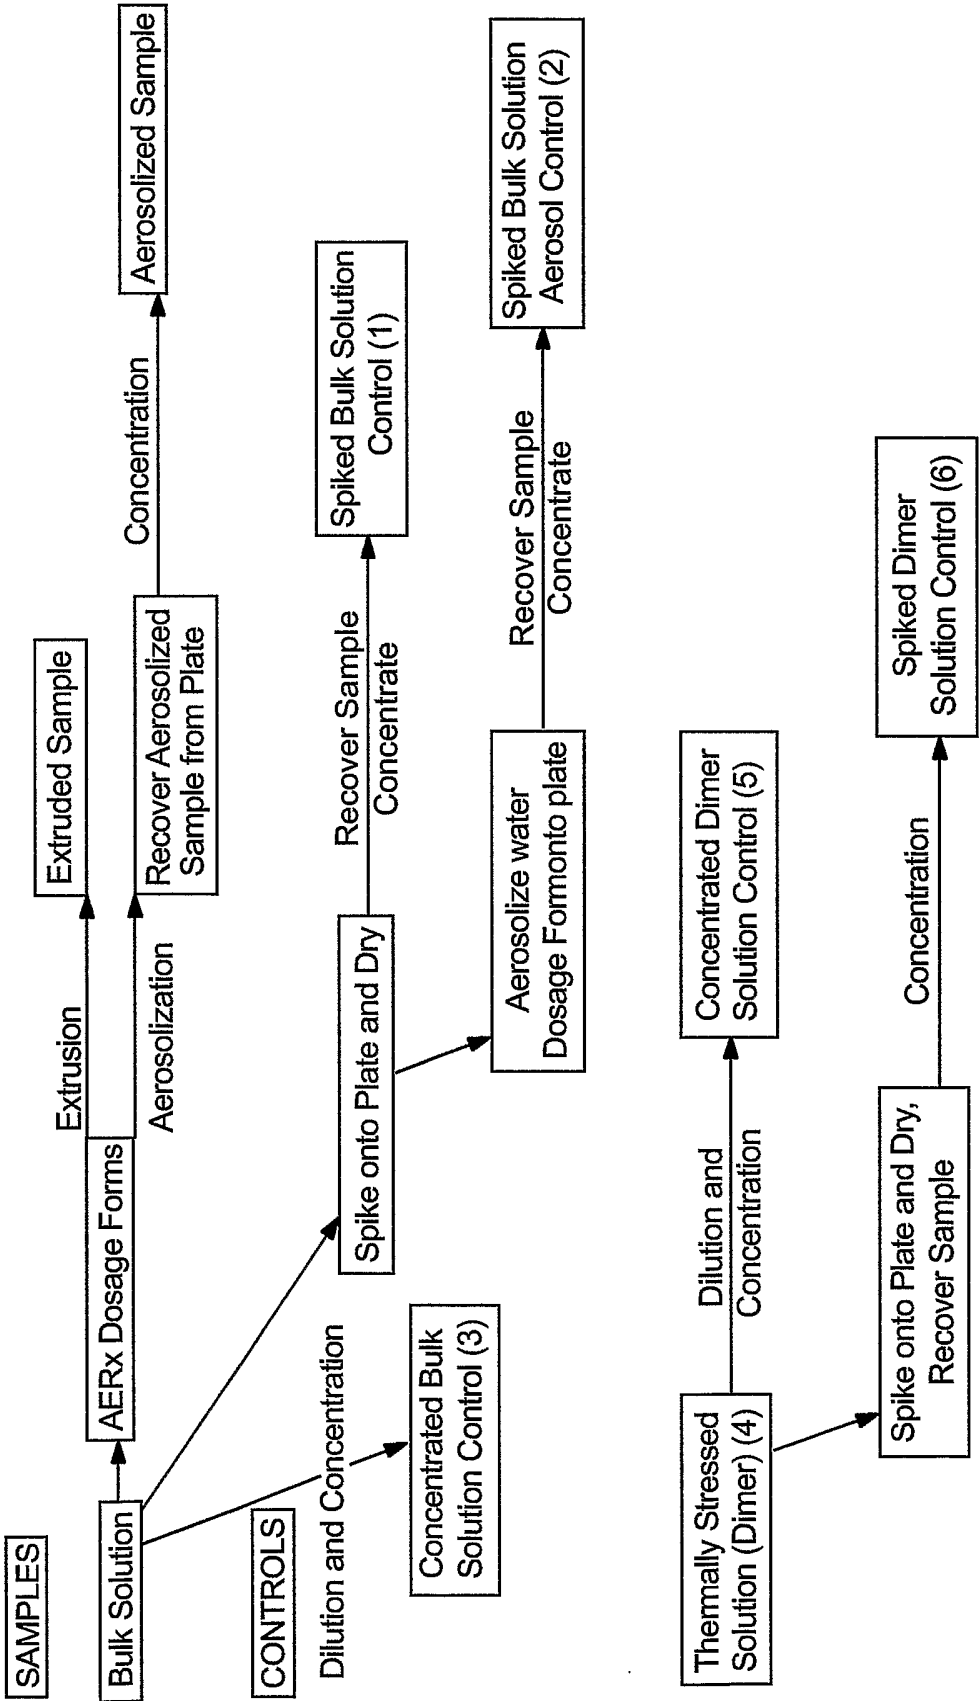 SAMPLES
Bulk Solution
AERx Dosage Forms
Extrusion
Aerosolization
Extruded Sample
Recover Aerosolized
Sample from Plate
Concentration
Aerosolized Sample
CONTROLS
Dilution and Concentration
Concentrated Bulk
Solution Control (3)
Spike onto Plate and Dry
Recover Sample
Concentrate
Spiked Bulk Solution
Control (1)
Aerosolize water
Dosage Formonto plate
Recover Sample
Concentrate
Spiked Bulk Solution
Aerosol Control (2)
Thermally Stressed
Solution (Dimer) (4)
Dilution and
Concentration
Concentrated Dimer
Solution Control (5)
Spike onto Plate and Dry,
Recover Sample
Concentration
Spiked Dimer
Solution Control (6)